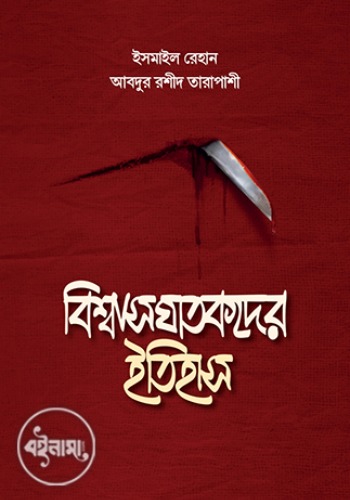 ইসমাইল রেহান
আবদুর রশীদ তারাপাশী
বিশ্বাসঘাতকদের
ইতিহাস
বইনামা